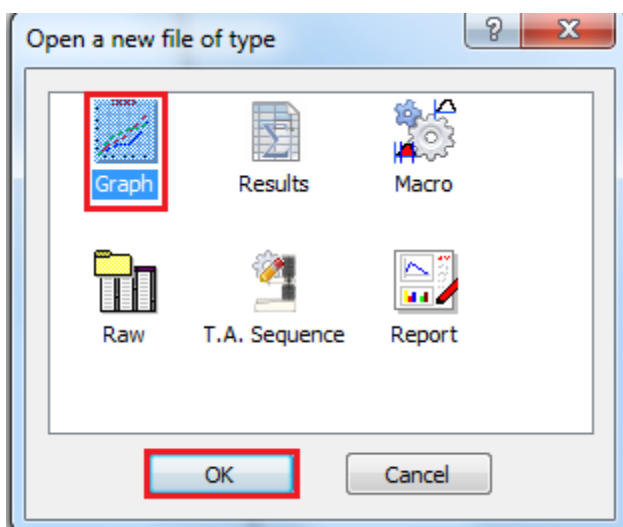 Open a new file of type
Graph Results Macro
Raw T.A. Sequence Report
OK Cancel